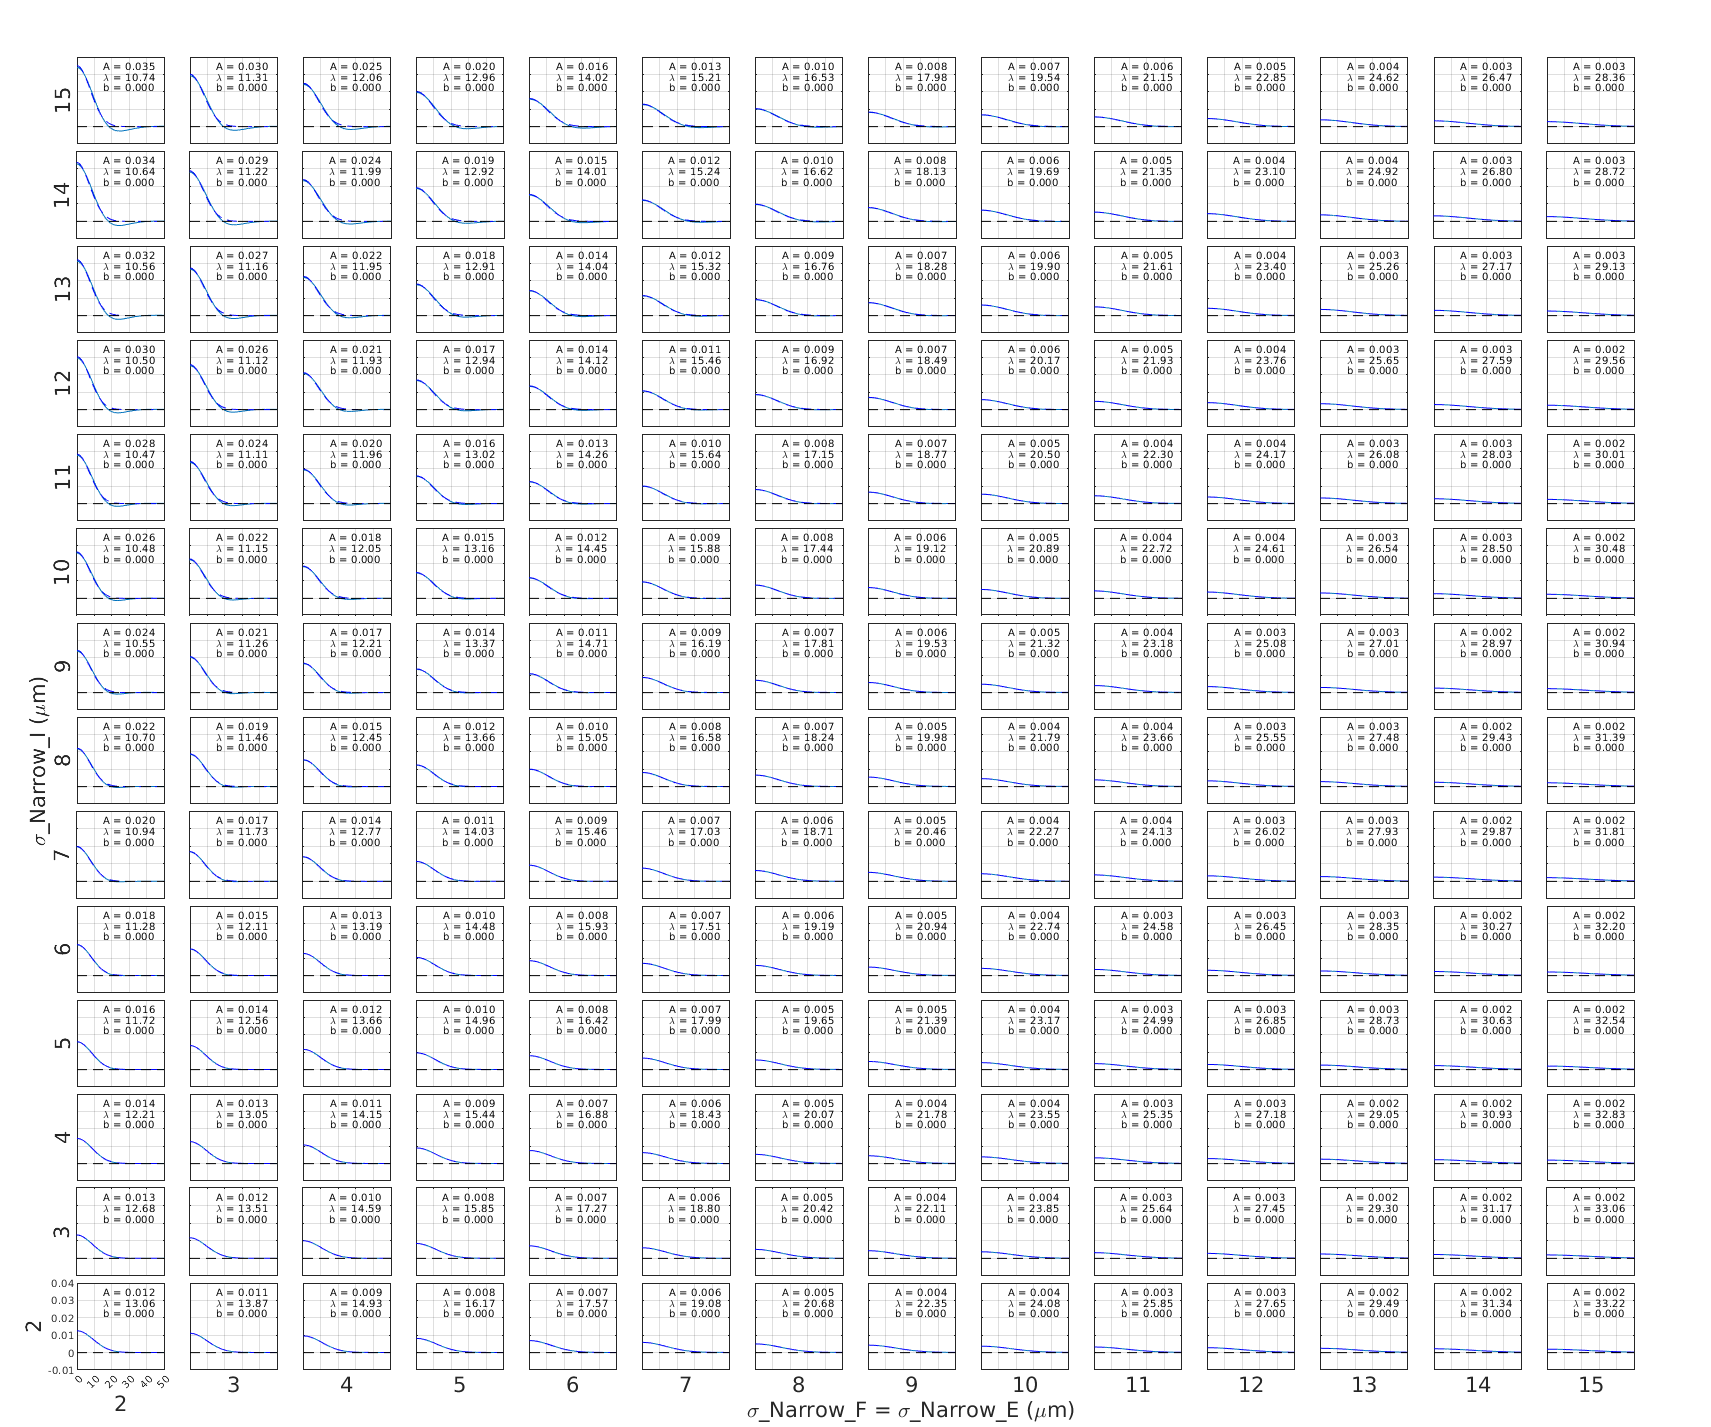 A = 0.035 A = 0.030 A = 0.025 A = 0.020 A = 0.016 A = 0.013 A = 0.010 A = 0.008 A = 0.007 A = 0.006 A = 0.005 A = 0.004 A = 0.003 A = 0.003
λ = 10.74 λ = 11.31 λ = 12.06 λ = 12.96 λ = 14.02 λ = 15.21 λ = 16.53 λ = 17.98 λ = 19.54 λ = 21.15 λ = 22.85 λ = 24.62 λ = 26.47 λ = 28.36
b = 0.000 b = 0.000 b = 0.000 b = 0.000 b = 0.000 b = 0.000 b = 0.000 b = 0.000 b = 0.000 b = 0.000 b = 0.000 b = 0.000 b = 0.000 b = 0.000
15
A = 0.034 A = 0.029 A = 0.024 A = 0.019 A = 0.015 A = 0.012 A = 0.010 A = 0.008 A = 0.006 A = 0.005 A = 0.004 A = 0.004 A = 0.003 A = 0.003
λ = 10.64 λ = 11.22 λ = 11.99 λ = 12.92 λ = 14.01 λ = 15.24 λ = 16.62 λ = 18.13 λ = 19.69 λ = 21.35 λ = 23.10 λ = 24.92 λ = 26.80 λ = 28.72
b = 0.000 b = 0.000 b = 0.000 b = 0.000 b = 0.000 b = 0.000 b = 0.000 b = 0.000 b = 0.000 b = 0.000 b = 0.000 b = 0.000 b = 0.000 b = 0.000
14
A = 0.032 A = 0.027 A = 0.022 A = 0.018 A = 0.014 A = 0.012 A = 0.009 A = 0.007 A = 0.006 A = 0.005 A = 0.004 A = 0.003 A = 0.003 A = 0.003
λ = 10.56 λ = 11.16 λ = 11.95 λ = 12.91 λ = 14.04 λ = 15.32 λ = 16.76 λ = 18.28 λ = 19.90 λ = 21.61 λ = 23.40 λ = 25.26 λ = 27.17 λ = 29.13
b = 0.000 b = 0.000 b = 0.000 b = 0.000 b = 0.000 b = 0.000 b = 0.000 b = 0.000 b = 0.000 b = 0.000 b = 0.000 b = 0.000 b = 0.000 b = 0.000
13
A = 0.030 A = 0.026 A = 0.021 A = 0.017 A = 0.014 A = 0.011 A = 0.009 A = 0.007 A = 0.006 A = 0.005 A = 0.004 A = 0.003 A = 0.003 A = 0.002
λ = 10.50 λ = 11.12 λ = 11.93 λ = 12.94 λ = 14.12 λ = 15.46 λ = 16.92 λ = 18.49 λ = 20.17 λ = 21.93 λ = 23.76 λ = 25.65 λ = 27.59 λ = 29.56
b = 0.000 b = 0.000 b = 0.000 b = 0.000 b = 0.000 b = 0.000 b = 0.000 b = 0.000 b = 0.000 b = 0.000 b = 0.000 b = 0.000 b = 0.000 b = 0.000
12
A = 0.028 A = 0.024 A = 0.020 A = 0.016 A = 0.013 A = 0.010 A = 0.008 A = 0.007 A = 0.005 A = 0.004 A = 0.004 A = 0.003 A = 0.003 A = 0.002
λ = 10.47 λ = 11.11 λ = 11.96 λ = 13.02 λ = 14.26 λ = 15.64 λ = 17.15 λ = 18.77 λ = 20.50 λ = 22.30 λ = 24.17 λ = 26.08 λ = 28.03 λ = 30.01
b = 0.000 b = 0.000 b = 0.000 b = 0.000 b = 0.000 b = 0.000 b = 0.000 b = 0.000 b = 0.000 b = 0.000 b = 0.000 b = 0.000 b = 0.000 b = 0.000
11
A = 0.026 A = 0.022 A = 0.018 A = 0.015 A = 0.012 A = 0.009 A = 0.008 A = 0.006 A = 0.005 A = 0.004 A = 0.004 A = 0.003 A = 0.003 A = 0.002
λ = 10.48 λ = 11.15 λ = 12.05 λ = 13.16 λ = 14.45 λ = 15.88 λ = 17.44 λ = 19.12 λ = 20.89 λ = 22.72 λ = 24.61 λ = 26.54 λ = 28.50 λ = 30.48
b = 0.000 b = 0.000 b = 0.000 b = 0.000 b = 0.000 b = 0.000 b = 0.000 b = 0.000 b = 0.000 b = 0.000 b = 0.000 b = 0.000 b = 0.000 b = 0.000
10
A = 0.024 A = 0.021 A = 0.017 A = 0.014 A = 0.011 A = 0.009 A = 0.007 A = 0.006 A = 0.005 A = 0.004 A = 0.003 A = 0.003 A = 0.002 A = 0.002
λ = 10.55 λ = 11.26 λ = 12.21 λ = 13.37 λ = 14.71 λ = 16.19 λ = 17.81 λ = 19.53 λ = 21.32 λ = 23.18 λ = 25.08 λ = 27.01 λ = 28.97 λ = 30.94
b = 0.000 b = 0.000 b = 0.000 b = 0.000 b = 0.000 b = 0.000 b = 0.000 b = 0.000 b = 0.000 b = 0.000 b = 0.000 b = 0.000 b = 0.000 b = 0.000
9
A = 0.022 A = 0.019 A = 0.015 A = 0.012 A = 0.010 A = 0.008 A = 0.007 A = 0.005 A = 0.004 A = 0.004 A = 0.003 A = 0.003 A = 0.002 A = 0.002
λ = 10.70 λ = 11.46 λ = 12.45 λ = 13.66 λ = 15.05 λ = 16.58 λ = 18.24 λ = 19.98 λ = 21.79 λ = 23.66 λ = 25.55 λ = 27.48 λ = 29.43 λ = 31.39
b = 0.000 b = 0.000 b = 0.000 b = 0.000 b = 0.000 b = 0.000 b = 0.000 b = 0.000 b = 0.000 b = 0.000 b = 0.000 b = 0.000 b = 0.000 b = 0.000
8
σ_Narrow_I (μm)
A = 0.020 A = 0.017 A = 0.014 A = 0.011 A = 0.009 A = 0.007 A = 0.006 A = 0.005 A = 0.004 A = 0.004 A = 0.003 A = 0.003 A = 0.002 A = 0.002
λ = 10.94 λ = 11.73 λ = 12.77 λ = 14.03 λ = 15.46 λ = 17.03 λ = 18.71 λ = 20.46 λ = 22.27 λ = 24.13 λ = 26.02 λ = 27.93 λ = 29.87 λ = 31.81
b = 0.000 b = 0.000 b = 0.000 b = 0.000 b = 0.000 b = 0.000 b = 0.000 b = 0.000 b = 0.000 b = 0.000 b = 0.000 b = 0.000 b = 0.000 b = 0.000
7
A = 0.018 A = 0.015 A = 0.013 A = 0.010 A = 0.008 A = 0.007 A = 0.006 A = 0.005 A = 0.004 A = 0.003 A = 0.003 A = 0.003 A = 0.002 A = 0.002
λ = 11.28 λ = 12.11 λ = 13.19 λ = 14.48 λ = 15.93 λ = 17.51 λ = 19.19 λ = 20.94 λ = 22.74 λ = 24.58 λ = 26.45 λ = 28.35 λ = 30.27 λ = 32.20
b = 0.000 b = 0.000 b = 0.000 b = 0.000 b = 0.000 b = 0.000 b = 0.000 b = 0.000 b = 0.000 b = 0.000 b = 0.000 b = 0.000 b = 0.000 b = 0.000
6
A = 0.016 A = 0.014 A = 0.012 A = 0.010 A = 0.008 A = 0.006 A = 0.005 A = 0.005 A = 0.004 A = 0.003 A = 0.003 A = 0.003 A = 0.002 A = 0.002
λ = 11.72 λ = 12.56 λ = 13.66 λ = 14.96 λ = 16.42 λ = 17.99 λ = 19.65 λ = 21.39 λ = 23.17 λ = 24.99 λ = 26.85 λ = 28.73 λ = 30.63 λ = 32.54
b = 0.000 b = 0.000 b = 0.000 b = 0.000 b = 0.000 b = 0.000 b = 0.000 b = 0.000 b = 0.000 b = 0.000 b = 0.000 b = 0.000 b = 0.000 b = 0.000
5
A = 0.014 A = 0.013 A = 0.011 A = 0.009 A = 0.007 A = 0.006 A = 0.005 A = 0.004 A = 0.004 A = 0.003 A = 0.003 A = 0.002 A = 0.002 A = 0.002
λ = 12.21 λ = 13.05 λ = 14.15 λ = 15.44 λ = 16.88 λ = 18.43 λ = 20.07 λ = 21.78 λ = 23.55 λ = 25.35 λ = 27.18 λ = 29.05 λ = 30.93 λ = 32.83
b = 0.000 b = 0.000 b = 0.000 b = 0.000 b = 0.000 b = 0.000 b = 0.000 b = 0.000 b = 0.000 b = 0.000 b = 0.000 b = 0.000 b = 0.000 b = 0.000
4
A = 0.013 A = 0.012 A = 0.010 A = 0.008 A = 0.007 A = 0.006 A = 0.005 A = 0.004 A = 0.004 A = 0.003 A = 0.003 A = 0.002 A = 0.002 A = 0.002
λ = 12.68 λ = 13.51 λ = 14.59 λ = 15.85 λ = 17.27 λ = 18.80 λ = 20.42 λ = 22.11 λ = 23.85 λ = 25.64 λ = 27.45 λ = 29.30 λ = 31.17 λ = 33.06
b = 0.000 b = 0.000 b = 0.000 b = 0.000 b = 0.000 b = 0.000 b = 0.000 b = 0.000 b = 0.000 b = 0.000 b = 0.000 b = 0.000 b = 0.000 b = 0.000
3
A = 0.012 A = 0.011 A = 0.009 A = 0.008 A = 0.007 A = 0.006 A = 0.005 A = 0.004 A = 0.004 A = 0.003 A = 0.003 A = 0.002 A = 0.002 A = 0.002
λ = 13.06 λ = 13.87 λ = 14.93 λ = 16.17 λ = 17.57 λ = 19.08 λ = 20.68 λ = 22.35 λ = 24.08 λ = 25.85 λ = 27.65 λ = 29.49 λ = 31.34 λ = 33.22
b = 0.000 b = 0.000 b = 0.000 b = 0.000 b = 0.000 b = 0.000 b = 0.000 b = 0.000 b = 0.000 b = 0.000 b = 0.000 b = 0.000 b = 0.000 b = 0.000
2
0.04
0.03
0.02
0.01
0
-0.01
0 10 20 30 40 50
2 3 4 5 6 7 8 9 10 11 12 13 14 15
σ_Narrow_F = σ_Narrow_E (μm)